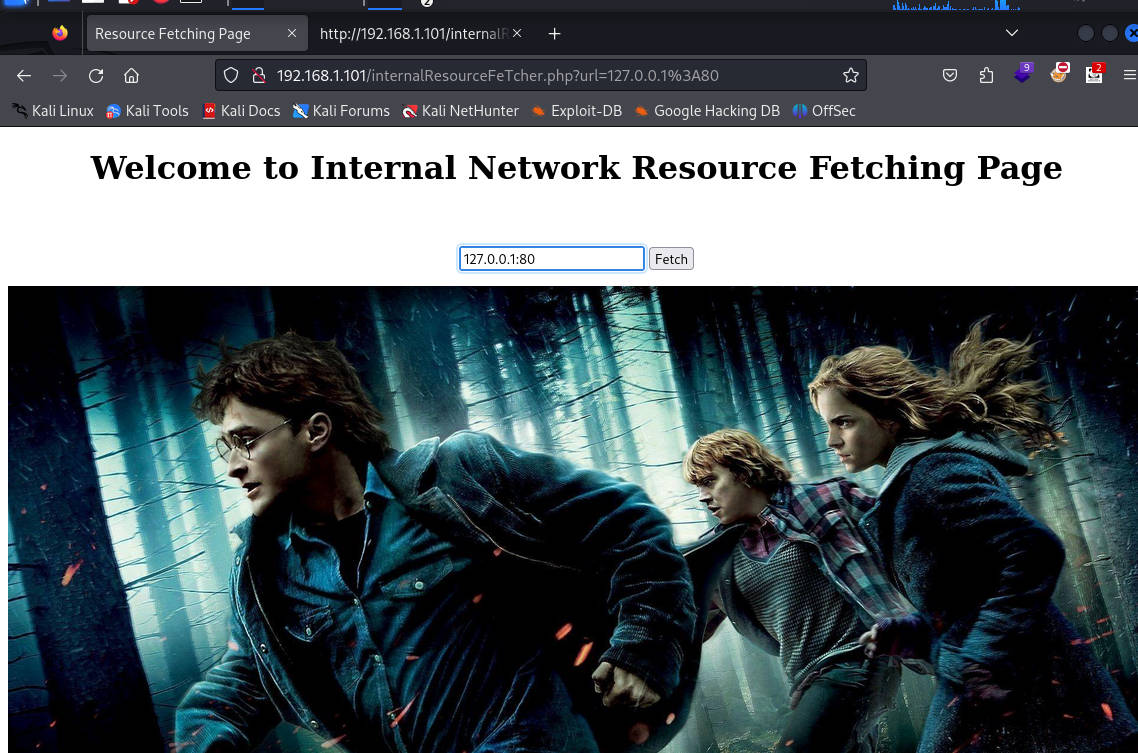 2
Resource Fetching Page
http://192.168.1.101/internalR
192.168.1.101/internalResourceFeTcher.php?url=127.0.0.1%3A80
9
2
Kali Linux Kali Tools Kali Docs Kali Forums Kali NetHunter Exploit-DB Google Hacking DB OffSec
Welcome to Internal Network Resource Fetching Page
127.0.0.1:80 Fetch